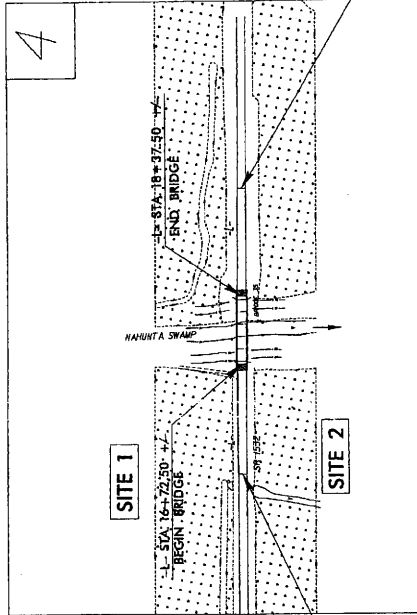 4
-L- STA. 18+37.50 +/-
END BRIDGE
NAHUNTA SWAMP
SITE 1
-L- STA. 16+72.50 +/-
BEGIN BRIDGE
SR 1532
SITE 2